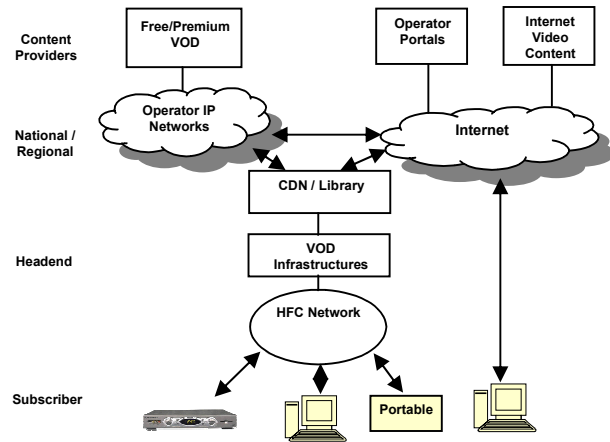 Content
Providers
Free/Premium
VOD
Operator
Portals
Internet
Video
Content
National /
Regional
Operator IP
Networks
Internet
CDN / Library
Headend
VOD
Infrastructures
HFC Network
Subscriber
Portable